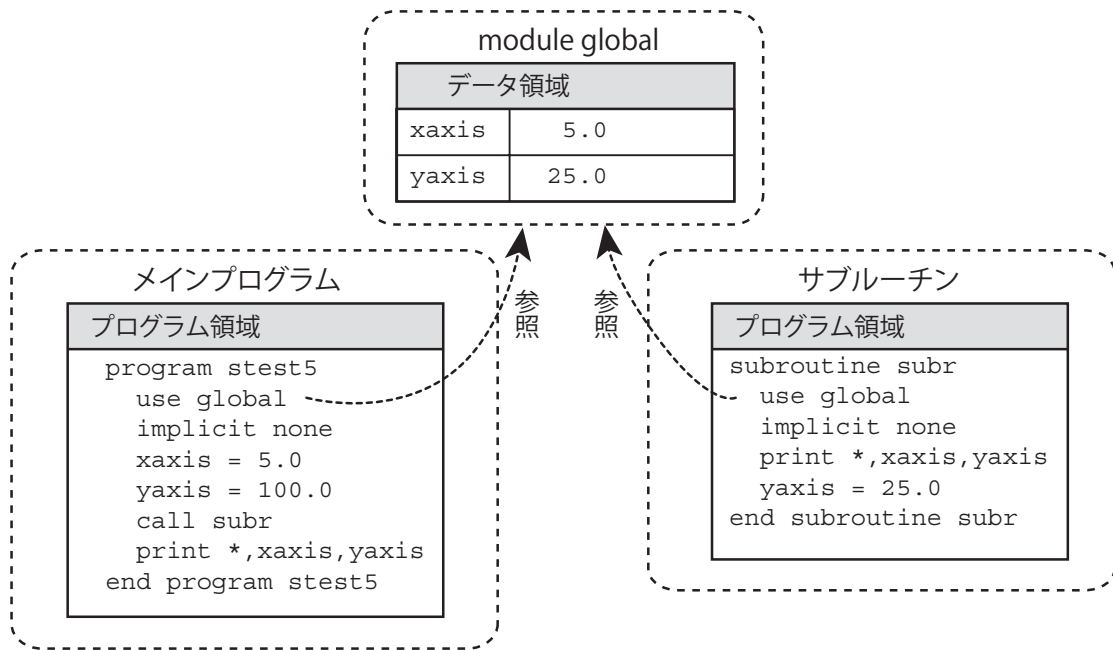 module global
データ領域
xaxis 5.0
yaxis 25.0
メインプログラム
プログラム領域
program stest5
use global
implicit none
xaxis = 5.0
yaxis = 100.0
call subr
print *,xaxis,yaxis
end program stest5
参照
参照
サブルーチン
プログラム領域
subroutine subr
use global
implicit none
print *,xaxis,yaxis
yaxis = 25.0
end subroutine subr